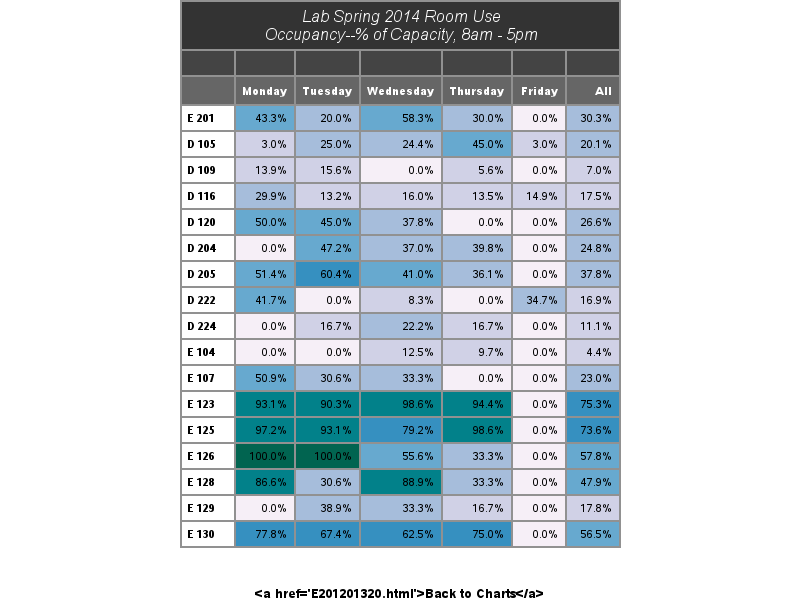 Lab Spring 2014 Room Use
Occupancy--% of Capacity, 8am - 5pm
Monday Tuesday Wednesday Thursday Friday All
E 201 43.3% 20.0% 58.3% 30.0% 0.0% 30.3%
D 105 3.0% 25.0% 24.4% 45.0% 3.0% 20.1%
D 109 13.9% 15.6% 0.0% 5.6% 0.0% 7.0%
D 116 29.9% 13.2% 16.0% 13.5% 14.9% 17.5%
D 120 50.0% 45.0% 37.8% 0.0% 0.0% 26.6%
D 204 0.0% 47.2% 37.0% 39.8% 0.0% 24.8%
D 205 51.4% 60.4% 41.0% 36.1% 0.0% 37.8%
D 222 41.7% 0.0% 8.3% 0.0% 34.7% 16.9%
D 224 0.0% 16.7% 22.2% 16.7% 0.0% 11.1%
E 104 0.0% 0.0% 12.5% 9.7% 0.0% 4.4%
E 107 50.9% 30.6% 33.3% 0.0% 0.0% 23.0%
E 123 93.1% 90.3% 98.6% 94.4% 0.0% 75.3%
E 125 97.2% 93.1% 79.2% 98.6% 0.0% 73.6%
E 126 100.0% 100.0% 55.6% 33.3% 0.0% 57.8%
E 128 86.6% 30.6% 88.9% 33.3% 0.0% 47.9%
E 129 0.0% 38.9% 33.3% 16.7% 0.0% 17.8%
E 130 77.8% 67.4% 62.5% 75.0% 0.0% 56.5%
<a href='E201201320.html'>Back to Charts</a>